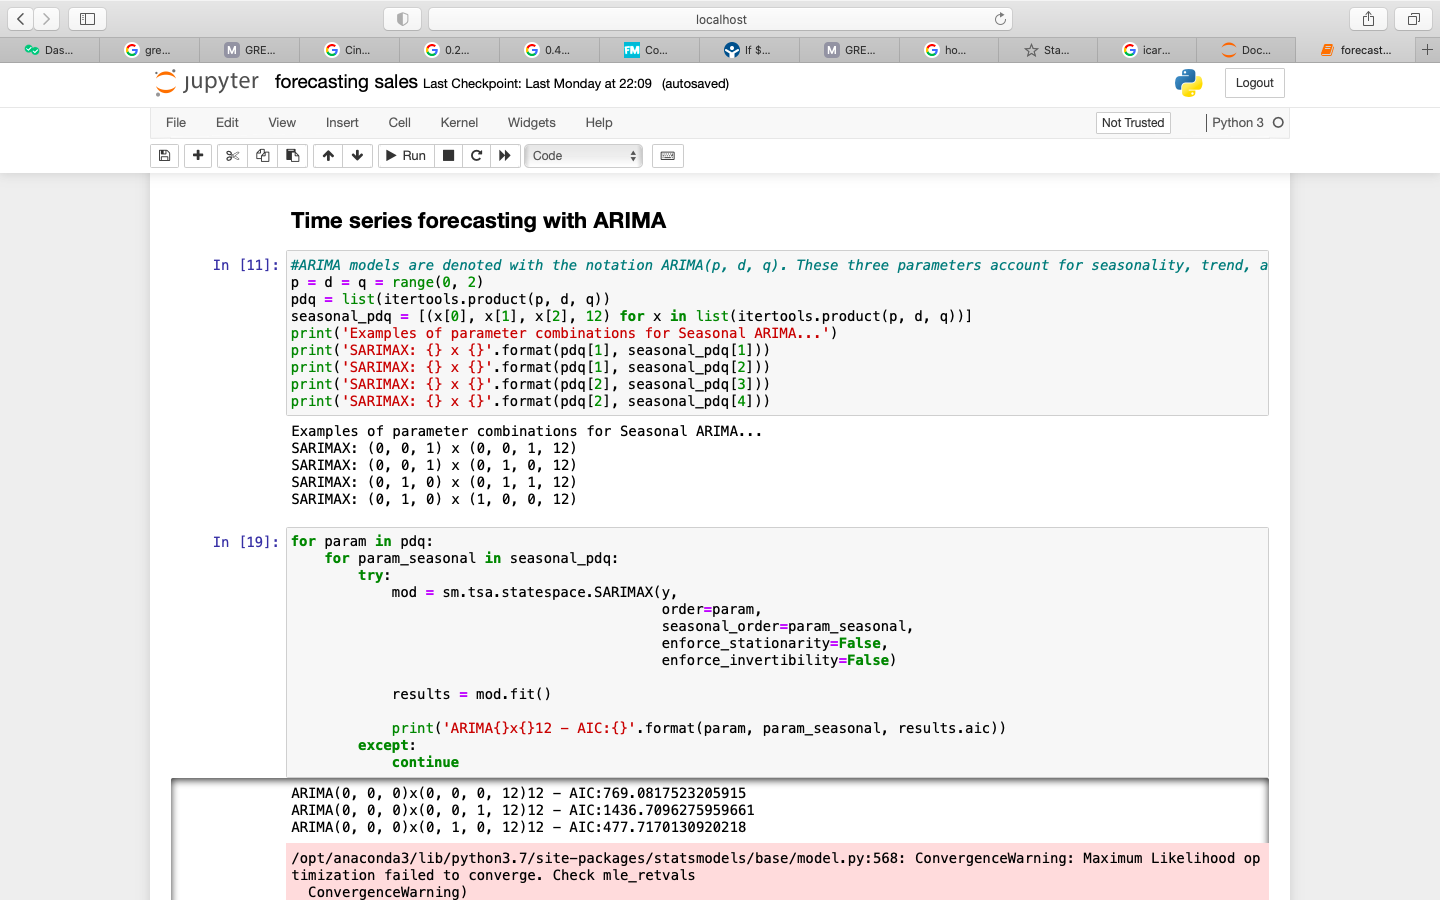 localhost
Das...
gre...
M GRE...
Cin...
0.2...
0.4...
FM Co...
If $...
M GRE...
ho...
Sta...
icar...
Doc...
forecast...
jupyter forecasting sales Last Checkpoint: Last Monday at 22:09 (autosaved)
Logout
File Edit View Insert Cell Kernel Widgets Help
Not Trusted
Python 3
Run
Code
Time series forecasting with ARIMA
In [11]:
#ARIMA models are denoted with the notation ARIMA(p, d, q). These three parameters account for seasonality, trend, a
p = d = q = range(0, 2)
pdq = list(itertools.product(p, d, q))
seasonal_pdq = [(x[0], x[1], x[2], 12) for x in list(itertools.product(p, d, q))]
print('Examples of parameter combinations for Seasonal ARIMA...')
print('SARIMAX: {} x {}'.format(pdq[1], seasonal_pdq[1]))
print('SARIMAX: {} x {}'.format(pdq[1], seasonal_pdq[2]))
print('SARIMAX: {} x {}'.format(pdq[2], seasonal_pdq[3]))
print('SARIMAX: {} x {}'.format(pdq[2], seasonal_pdq[4]))
Examples of parameter combinations for Seasonal ARIMA...
SARIMAX: (0, 0, 1) x (0, 0, 1, 12)
SARIMAX: (0, 0, 1) x (0, 1, 0, 12)
SARIMAX: (0, 1, 0) x (0, 1, 1, 12)
SARIMAX: (0, 1, 0) x (1, 0, 0, 12)
In [19]:
for param in pdq:
    for param_seasonal in seasonal_pdq:
        try:
            mod = sm.tsa.statespace.SARIMAX(y,
                                            order=param,
                                            seasonal_order=param_seasonal,
                                            enforce_stationarity=False,
                                            enforce_invertibility=False)
            results = mod.fit()
            print('ARIMA{}x{}12 - AIC:{}'.format(param, param_seasonal, results.aic))
        except:
            continue
ARIMA(0, 0, 0)x(0, 0, 0, 12)12 - AIC:769.0817523205915
ARIMA(0, 0, 0)x(0, 0, 1, 12)12 - AIC:1436.7096275959661
ARIMA(0, 0, 0)x(0, 1, 0, 12)12 - AIC:477.7170130920218
/opt/anaconda3/lib/python3.7/site-packages/statsmodels/base/model.py:568: ConvergenceWarning: Maximum Likelihood op
timization failed to converge. Check mle_retvals
  ConvergenceWarning)